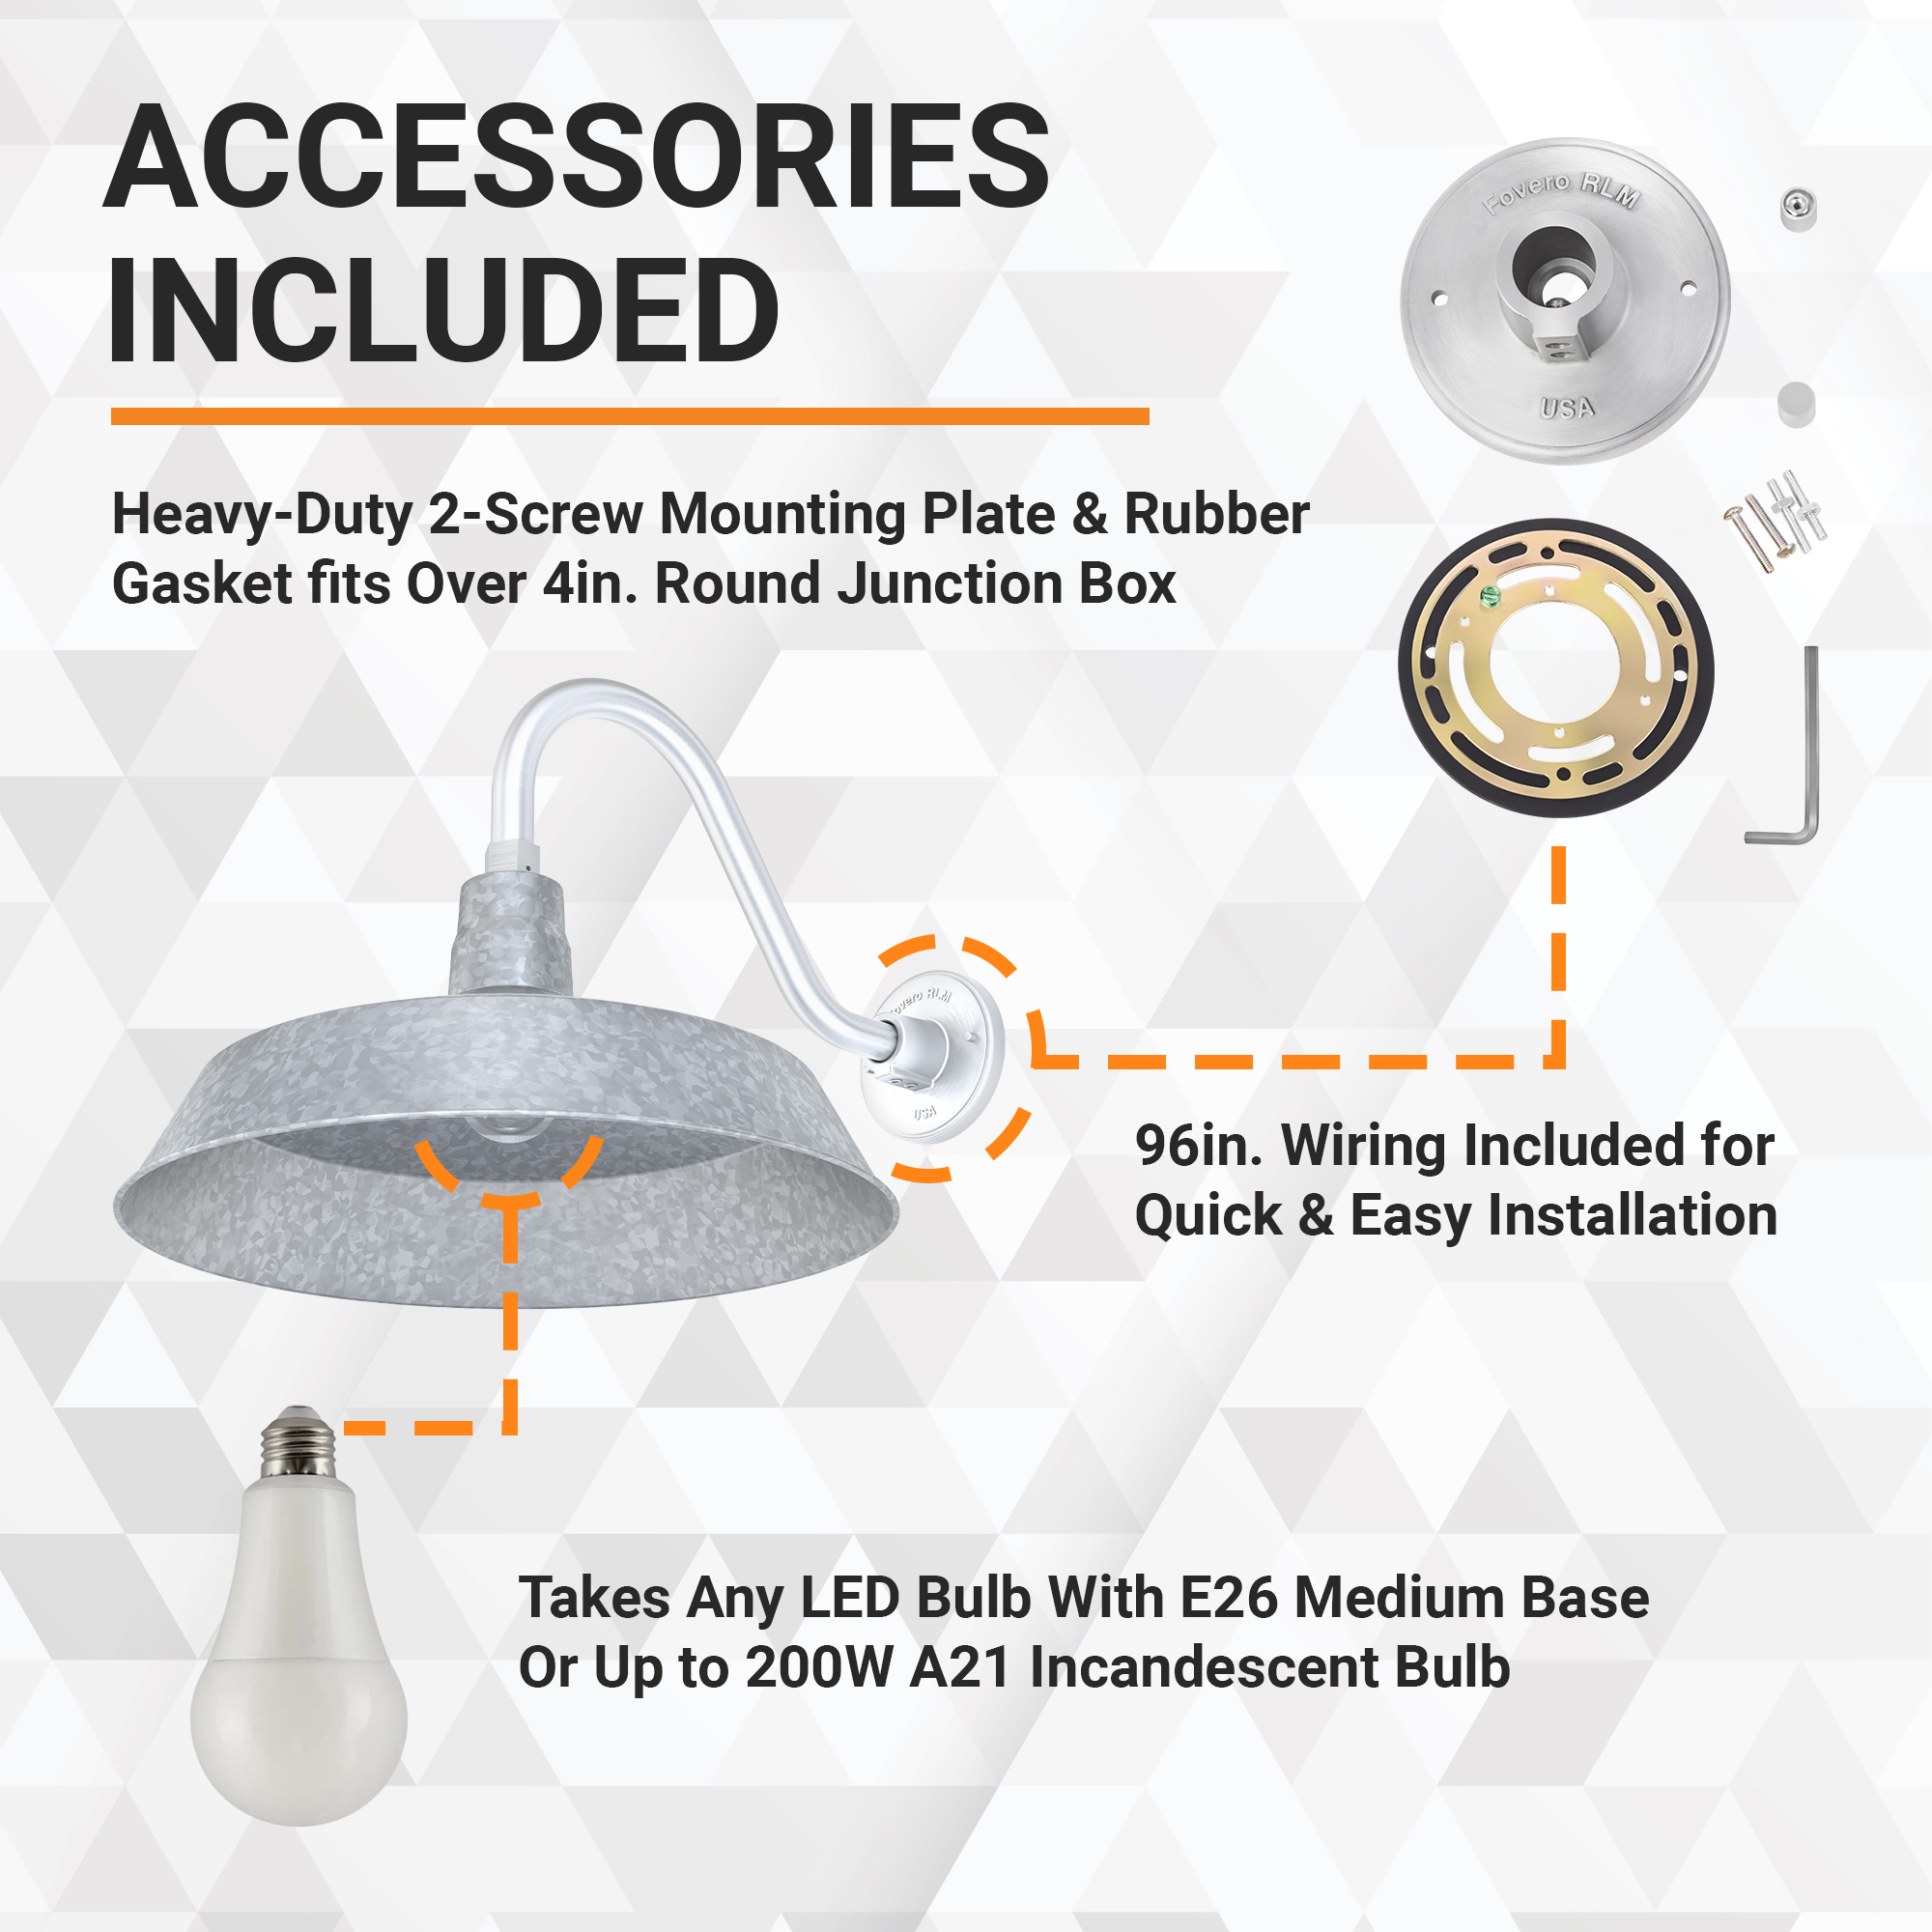 ACCESSORIES
INCLUDED
Fovero RLM
USA
Heavy-Duty 2-Screw Mounting Plate & Rubber
Gasket fits Over 4in. Round Junction Box
Fovero RLM
USA
96in. Wiring Included for
Quick & Easy Installation
Takes Any LED Bulb With E26 Medium Base
Or Up to 200W A21 Incandescent Bulb